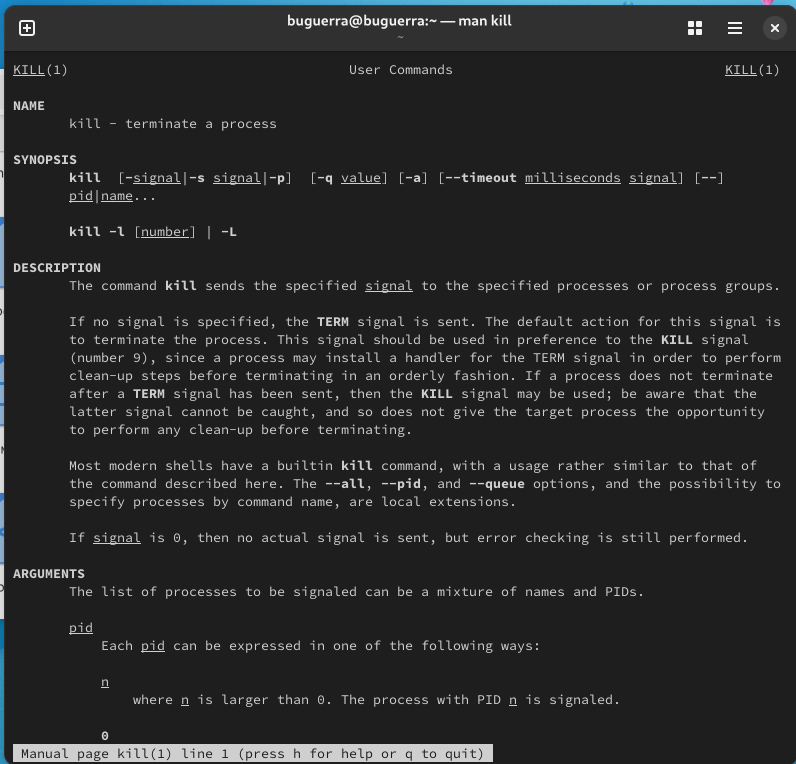 buguerra@buguerra:~ — man kill
~
KILL(1) User Commands KILL(1)
NAME
kill - terminate a process
SYNOPSIS
kill [-signal|-s signal|-p] [-q value] [-a] [--timeout milliseconds signal] [--]
pid|name...
kill -l [number] | -L
DESCRIPTION
The command kill sends the specified signal to the specified processes or process groups.
If no signal is specified, the TERM signal is sent. The default action for this signal is
to terminate the process. This signal should be used in preference to the KILL signal
(number 9), since a process may install a handler for the TERM signal in order to perform
clean-up steps before terminating in an orderly fashion. If a process does not terminate
after a TERM signal has been sent, then the KILL signal may be used; be aware that the
latter signal cannot be caught, and so does not give the target process the opportunity
to perform any clean-up before terminating.
Most modern shells have a builtin kill command, with a usage rather similar to that of
the command described here. The --all, --pid, and --queue options, and the possibility to
specify processes by command name, are local extensions.
If signal is 0, then no actual signal is sent, but error checking is still performed.
ARGUMENTS
The list of processes to be signaled can be a mixture of names and PIDs.
pid
Each pid can be expressed in one of the following ways:
n
where n is larger than 0. The process with PID n is signaled.
0
Manual page kill(1) line 1 (press h for help or q to quit)